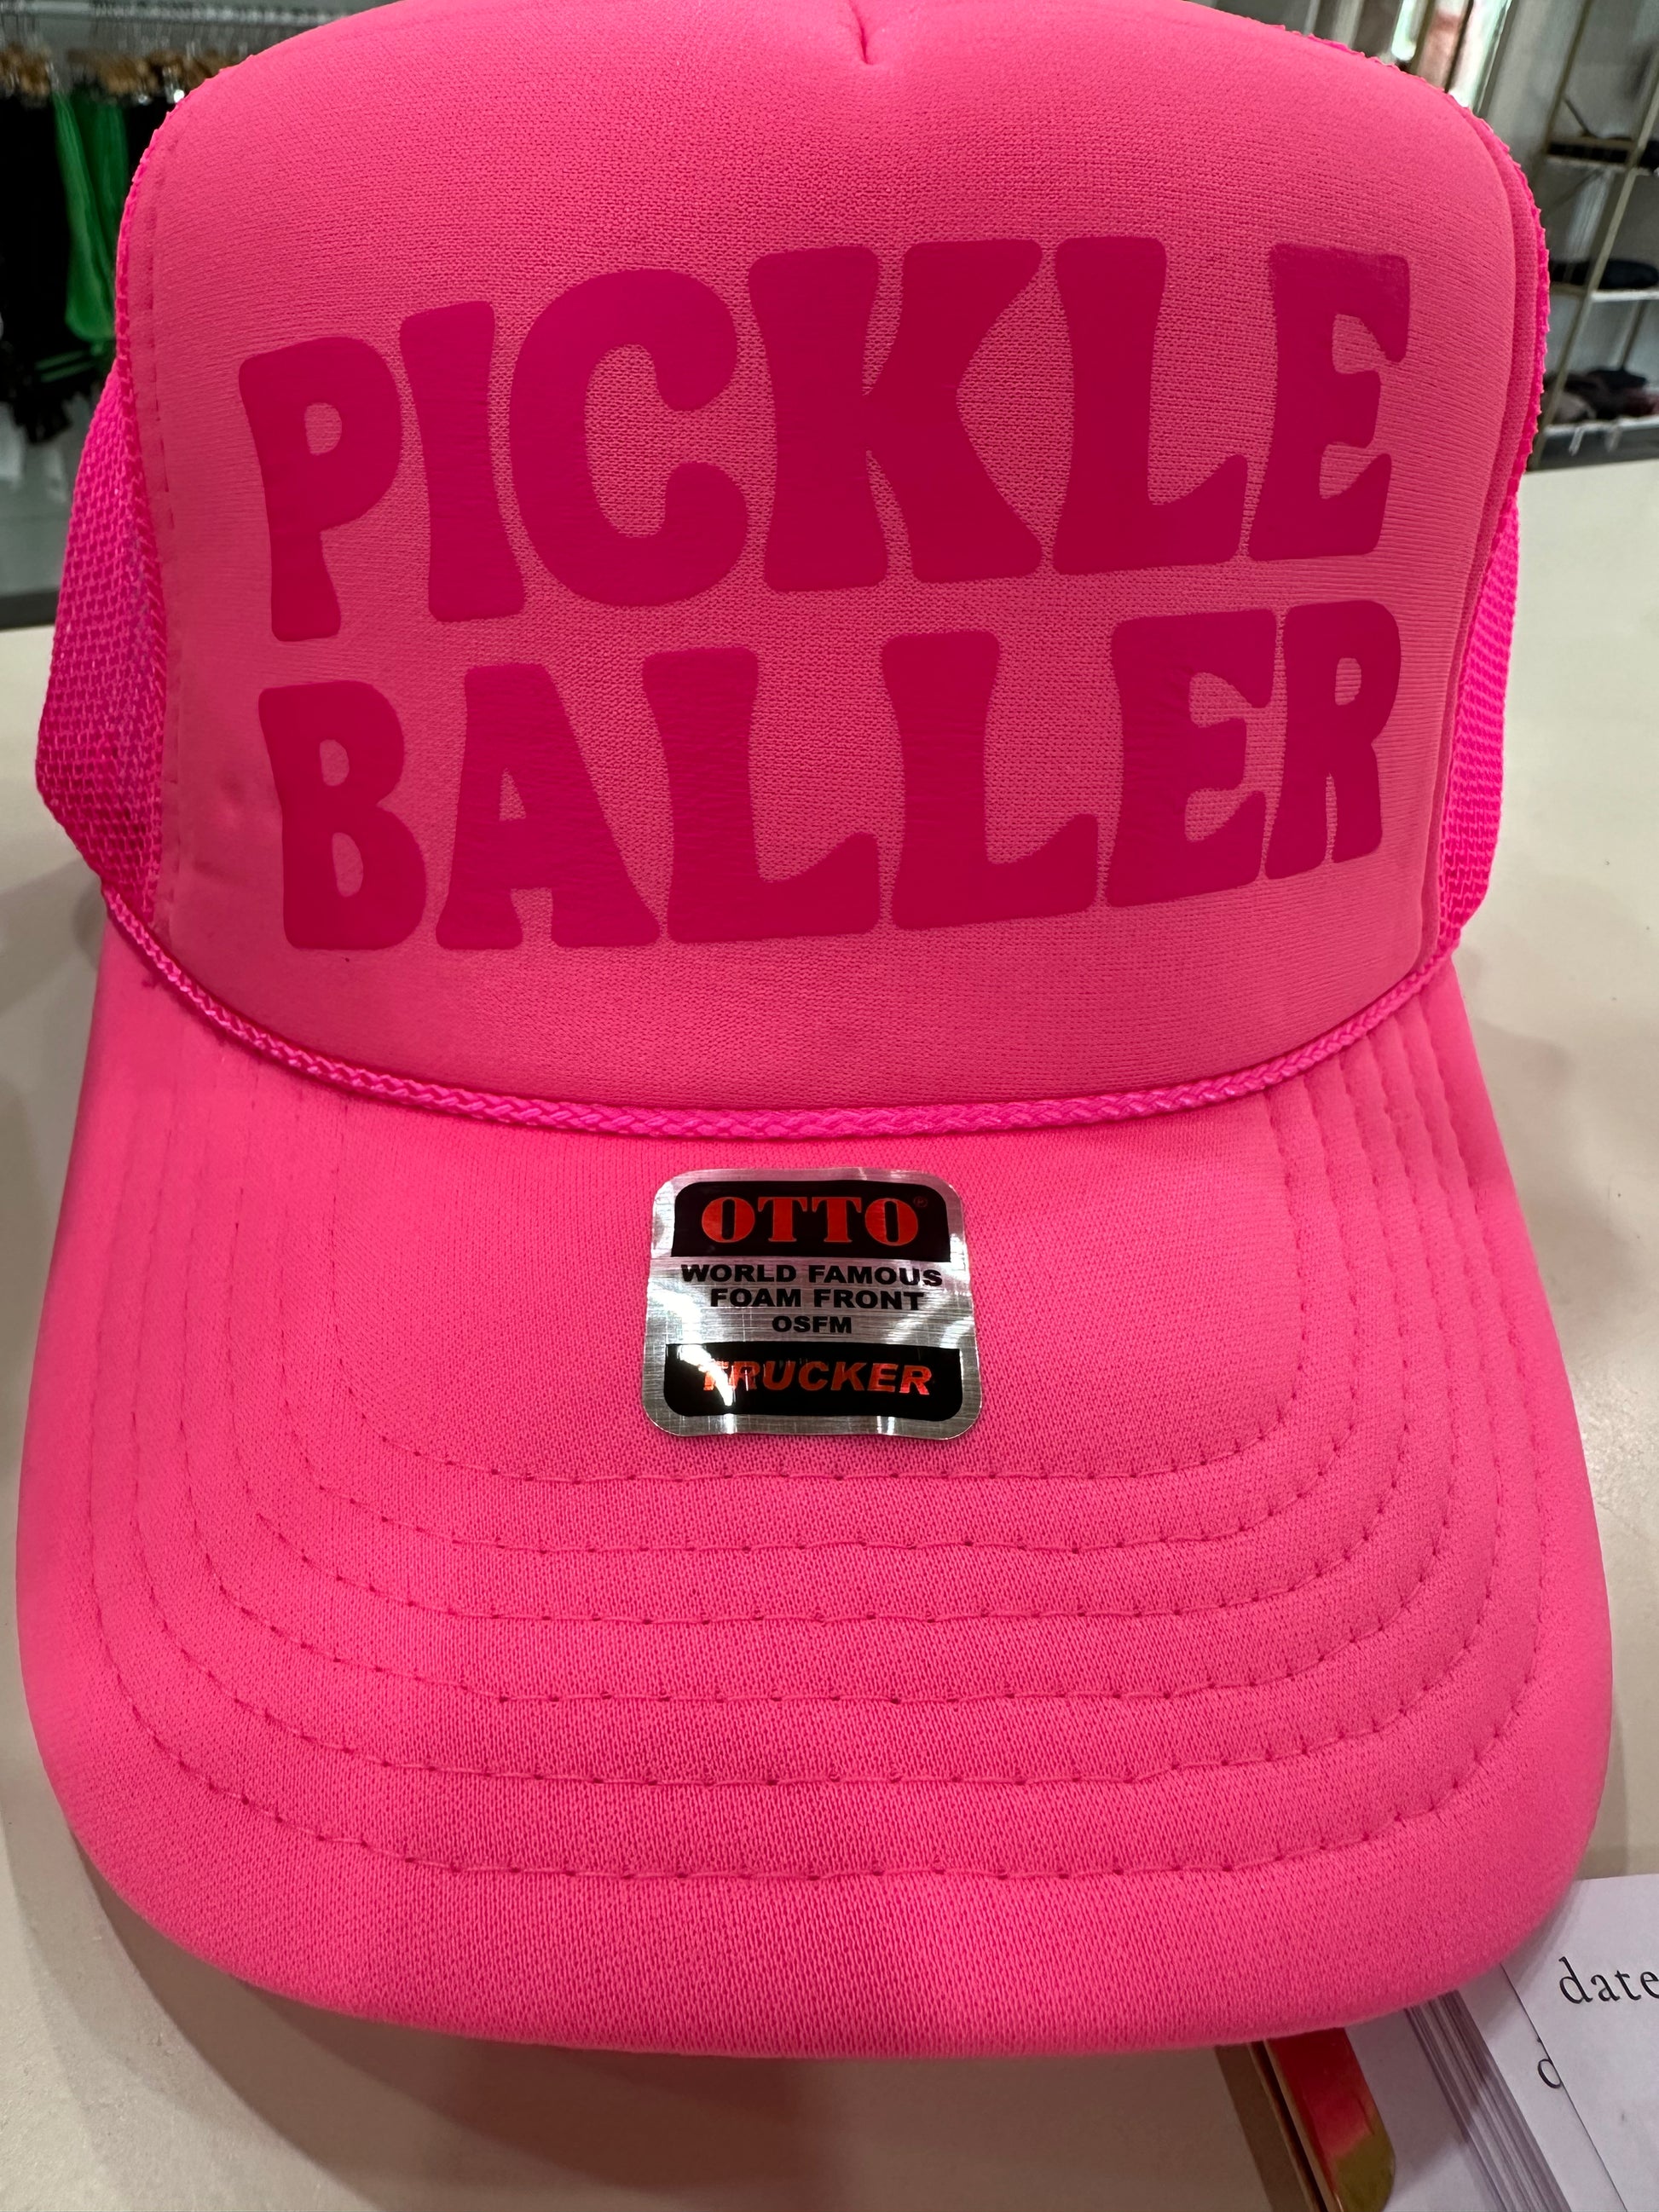 PICKLE
BALLER
OTTO®
WORLD FAMOUS
FOAM FRONT
OSFM
TRUCKER
date